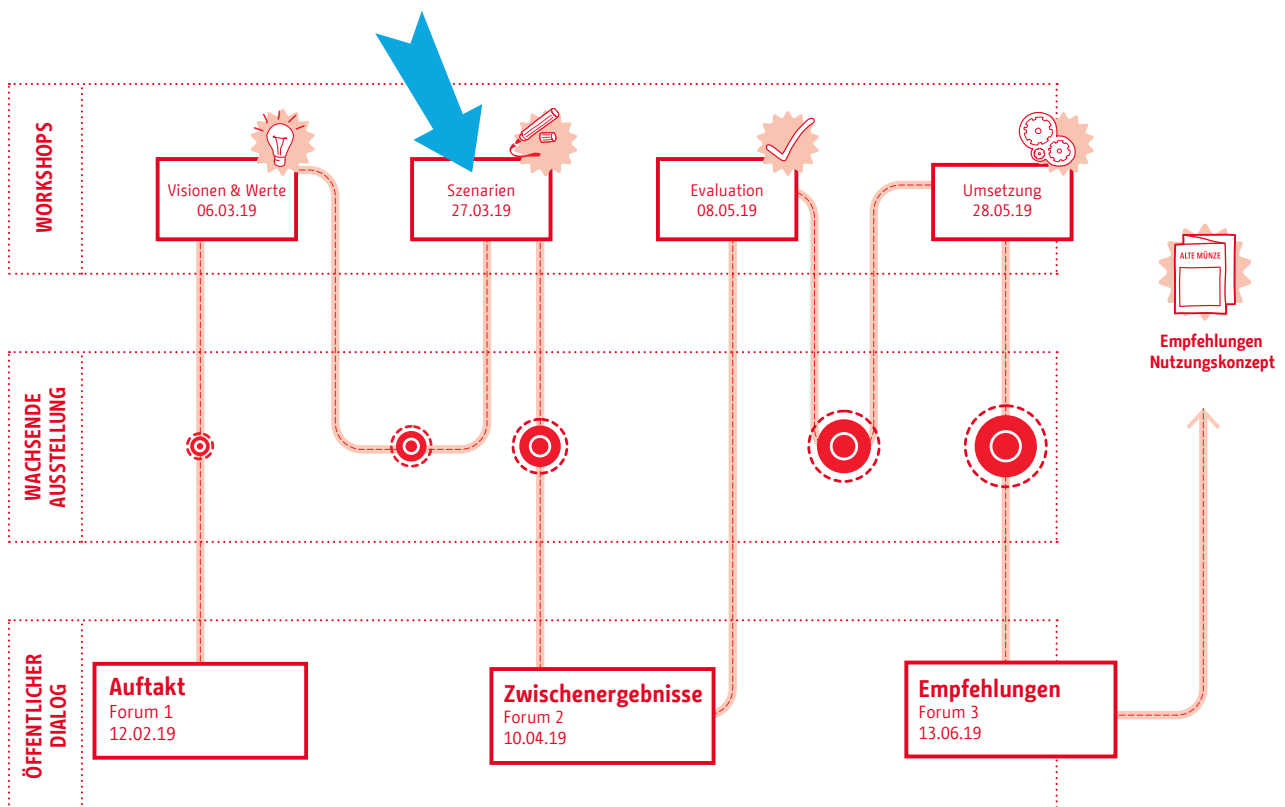 WORKSHOPS
Visionen & Werte
06.03.19
Szenarien
27.03.19
Evaluation
08.05.19
Umsetzung
28.05.19
ALTE MÜNZE
Empfehlungen
Nutzungskonzept
WACHSENDE
AUSSTELLUNG
ÖFFENTLICHER
DIALOG
Auftakt
Forum 1
12.02.19
Zwischenergebnisse
Forum 2
10.04.19
Empfehlungen
Forum 3
13.06.19